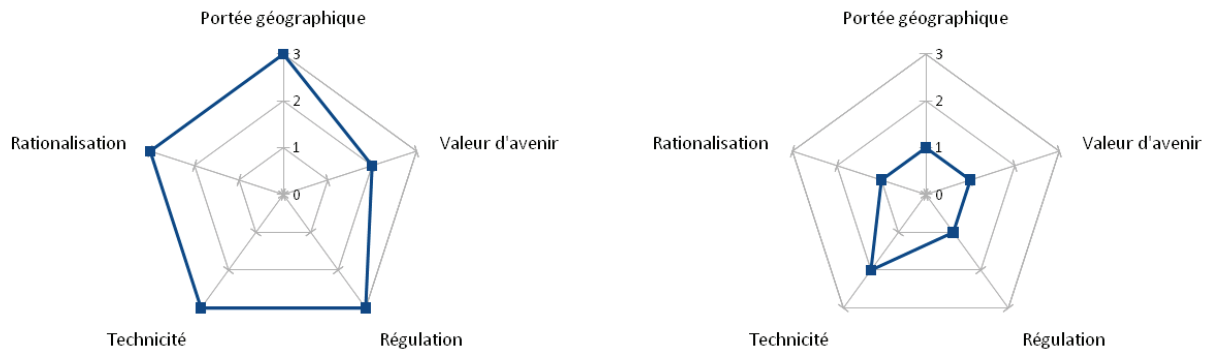 Portée géographique
3
2
1
0
Rationalisation
Valeur d'avenir
Technicité
Régulation
Portée géographique
3
2
1
0
Rationalisation
Valeur d'avenir
Technicité
Régulation